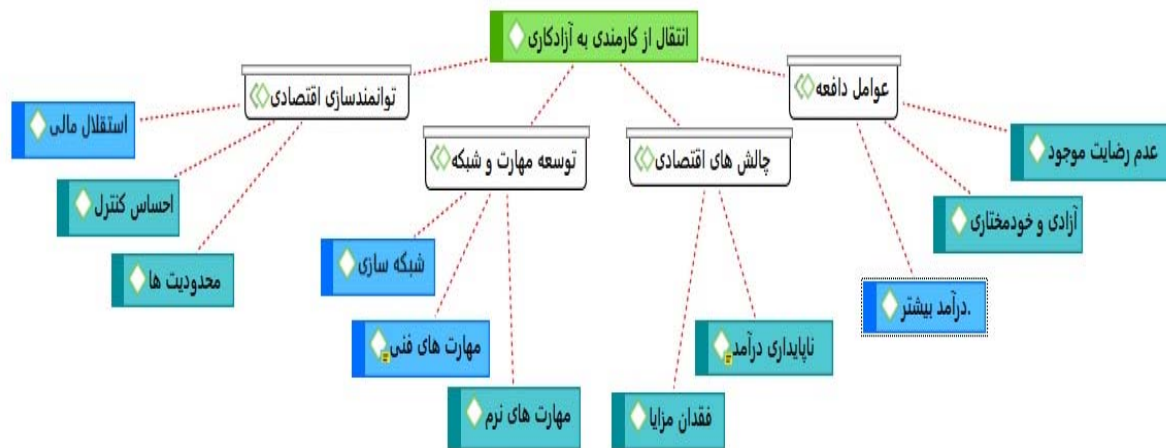 انتقال از کارمندی به آزادکاری
عوامل دافعه
توانمندسازی اقتصادی
چالش های اقتصادی
توسعه مهارت و شبکه
عدم رضایت موجود
آزادی و خودمختاری
درآمد بیشتر.
ناپایداری درآمد
فقدان مزایا
شبکه سازی
مهارت های فنی
مهارت های نرم
استقلال مالی
احساس کنترل
محدودیت ها